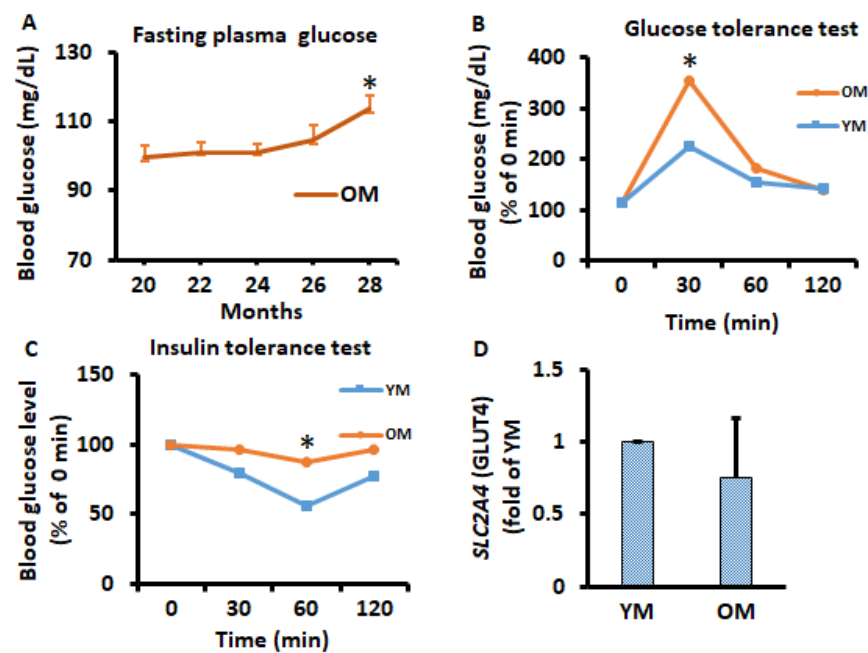 A
Fasting plasma glucose
Blood glucose (mg/dL)
130
110
90
70
*
OM
20 22 24 26 28
Months
B
Glucose tolerance test
Blood glucose (mg/dL)
(% of 0 min)
400
300
200
100
0
*
OM
YM
0 30 60 120
Time (min)
C
Insulin tolerance test
Blood glucose level
(% of 0 min)
150
100
50
0
*
YM
OM
0 30 60 120
Time (min)
D
SLC2A4 (GLUT4)
(fold of YM
1.5
1
0.5
0
YM OM